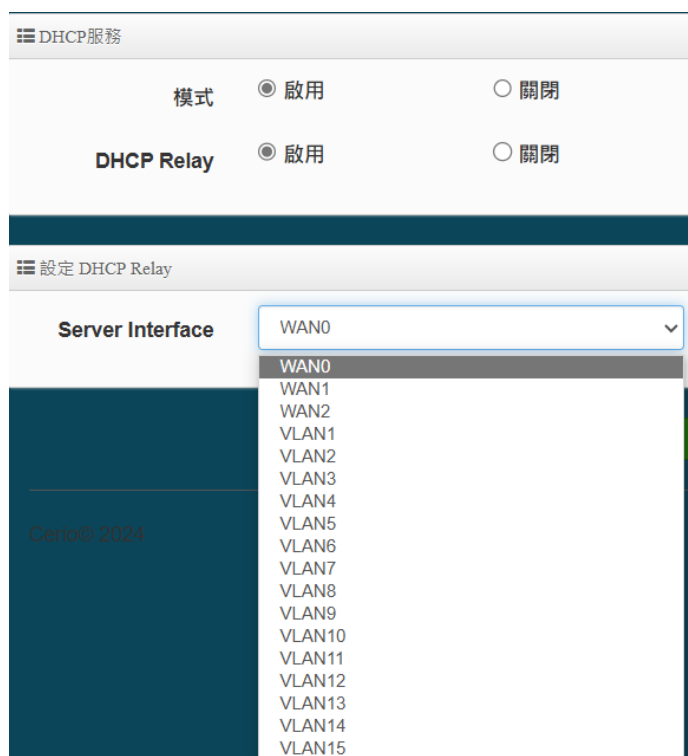 DHCP服務
模式 啟用 關閉
DHCP Relay 啟用 關閉
設定 DHCP Relay
Server Interface WAN0
WAN0
WAN1
WAN2
VLAN1
VLAN2
VLAN3
VLAN4
VLAN5
VLAN6
VLAN7
VLAN8
VLAN9
Cerio© 2024
VLAN10
VLAN11
VLAN12
VLAN13
VLAN14
VLAN15